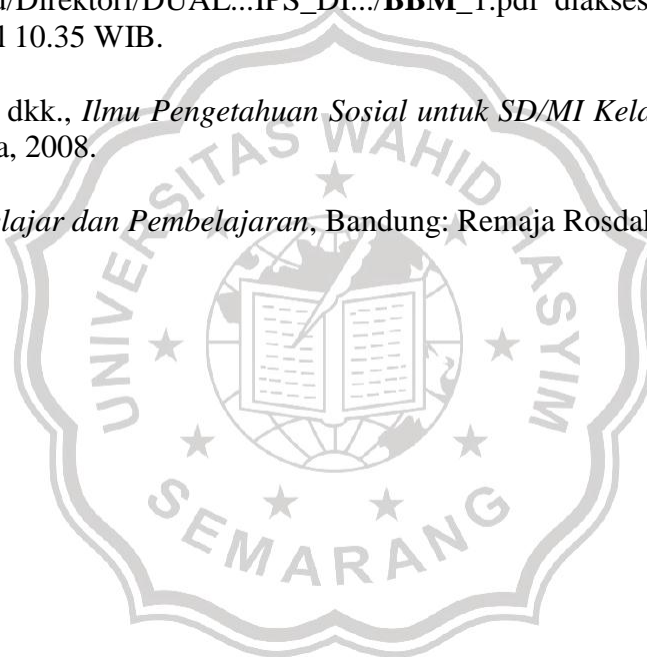 /Direktori/DUAL...IPS_DI.../BBM_1.pdf diakses
10.35 WIB.
dkk., Ilmu Pengetahuan Sosial untuk SD/MI Kela
a, 2008.
lajar dan Pembelajaran, Bandung: Remaja Rosdal
UNIVERSITAS WAHID HASYIM
SEMARANG